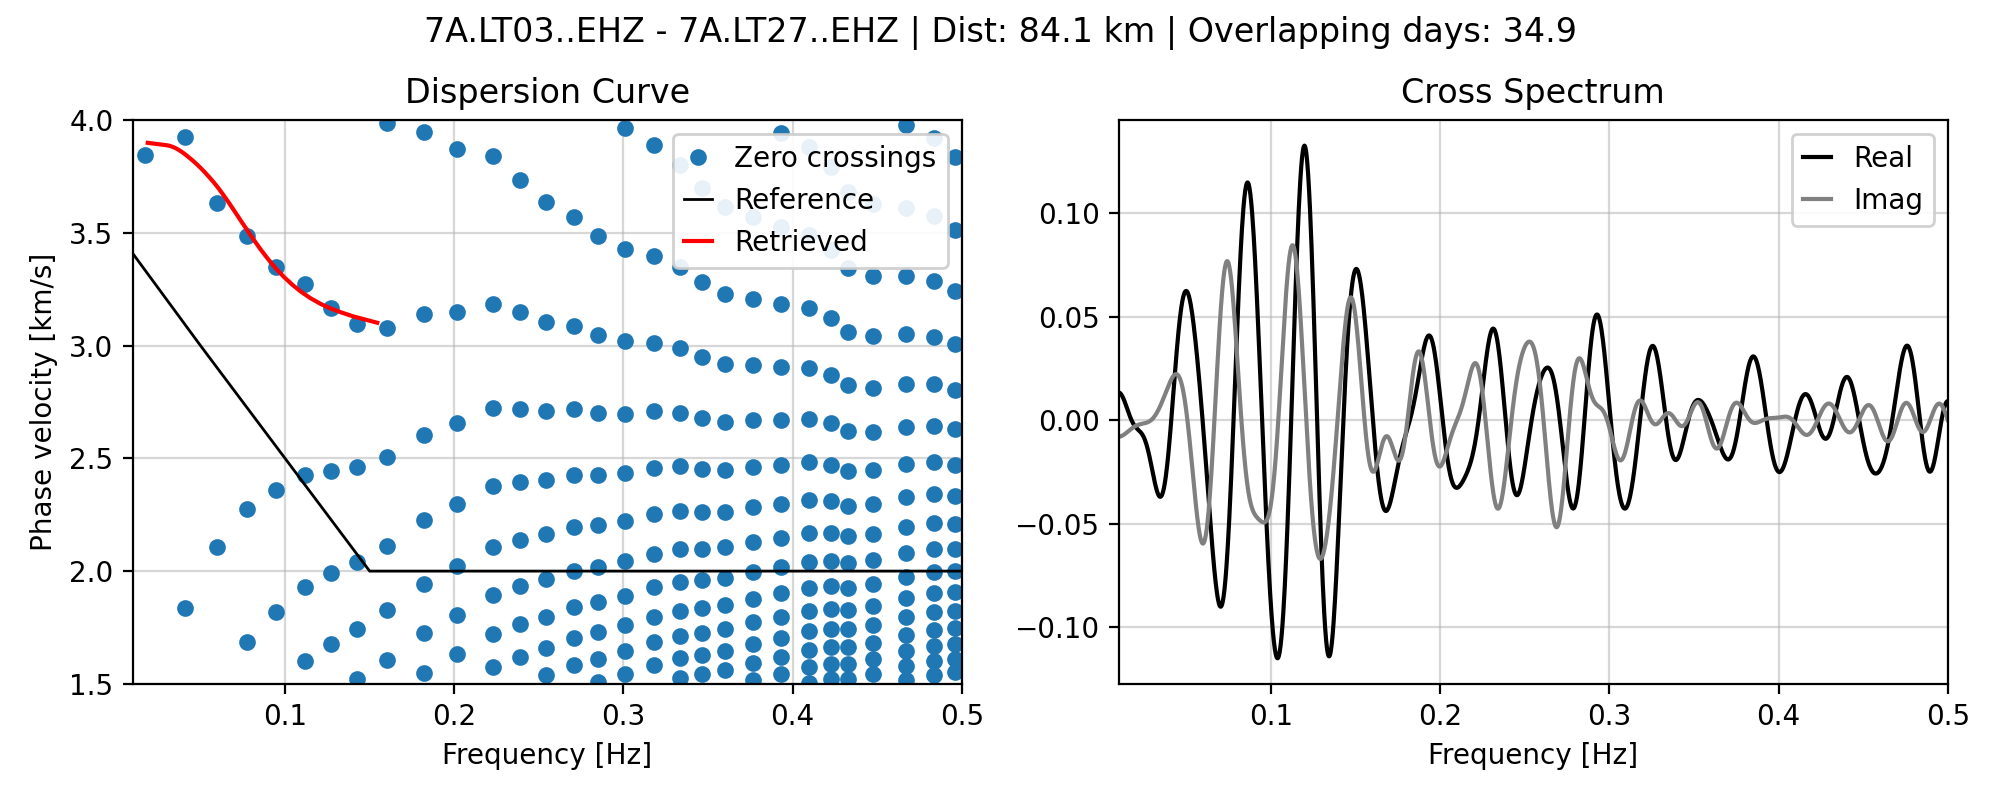 7A.LT03..EHZ - 7A.LT27..EHZ | Dist: 84.1 km | Overlapping days: 34.9
Dispersion Curve
Phase velocity [km/s]
4.0
3.5
3.0
2.5
2.0
1.5
Zero crossings
Reference
Retrieved
0.1 0.2 0.3 0.4 0.5
Frequency [Hz]
Cross Spectrum
0.10
0.05
0.00
−0.05
−0.10
Real
Imag
0.1 0.2 0.3 0.4 0.5
Frequency [Hz]